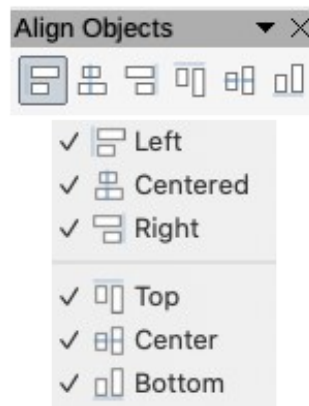 Align Objects
Left
Centered
Right
Top
Center
Bottom